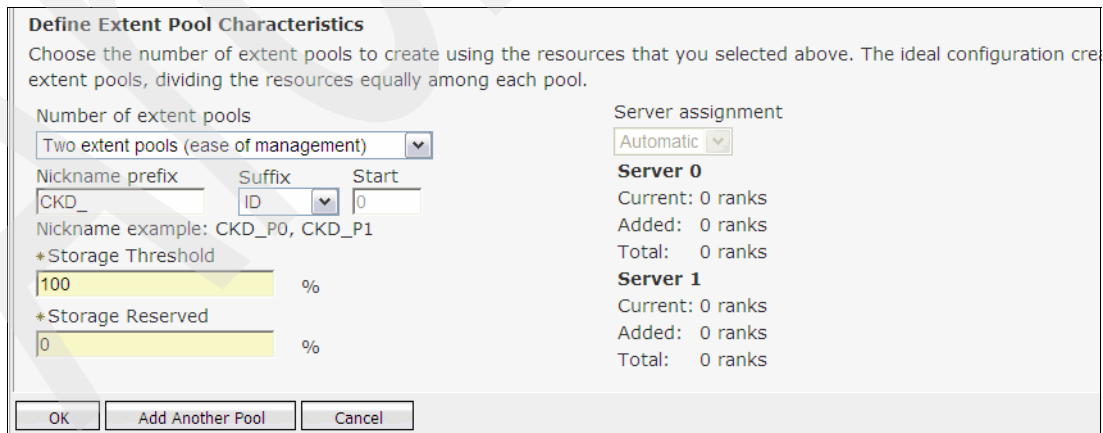 Define Extent Pool Characteristics
Choose the number of extent pools to create using the resources that you selected above. The ideal configuration crea
extent pools, dividing the resources equally among each pool.
Number of extent pools
Two extent pools (ease of management)
Nickname prefix Suffix Start
CKD_ ID 0
Nickname example: CKD_P0, CKD_P1
*Storage Threshold
100 %
*Storage Reserved
0 %
Server assignment
Automatic
Server 0
Current: 0 ranks
Added: 0 ranks
Total: 0 ranks
Server 1
Current: 0 ranks
Added: 0 ranks
Total: 0 ranks
OK Add Another Pool Cancel